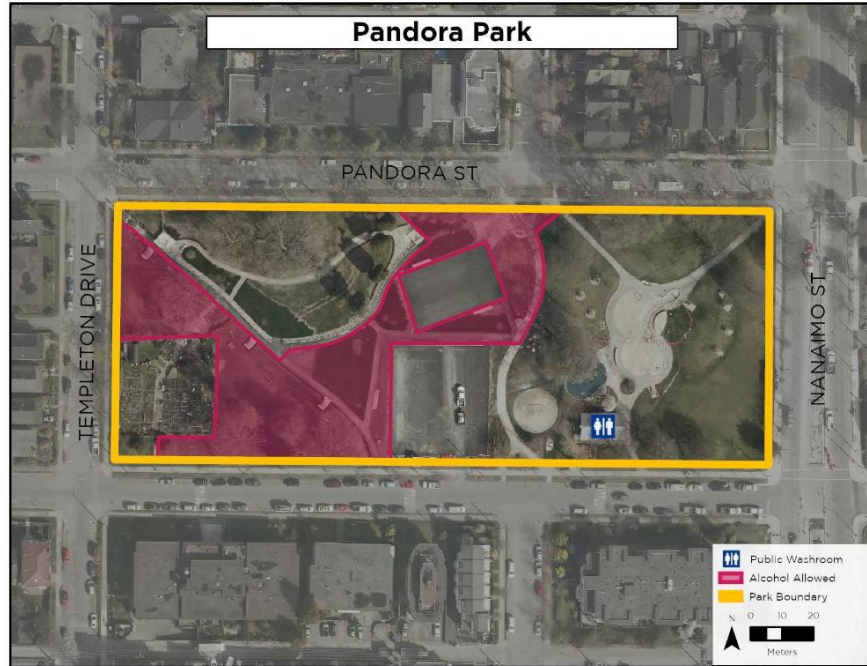 Pandora Park
PANDORA ST
TEMPLETON DRIVE
NANAIMO ST
Public Washroom
Alcohol Allowed
Park Boundary
N
0 10 20
Meters